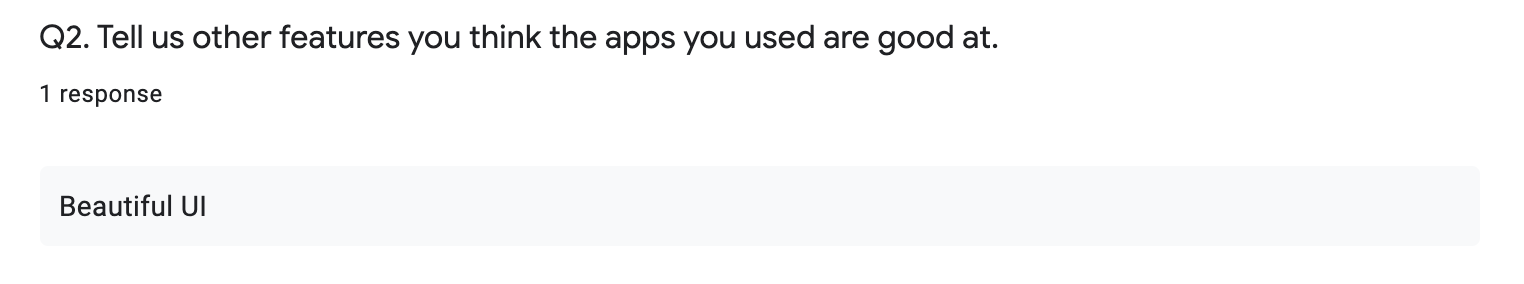 Q2. Tell us other features you think the apps you used are good at.
1 response
Beautiful UI